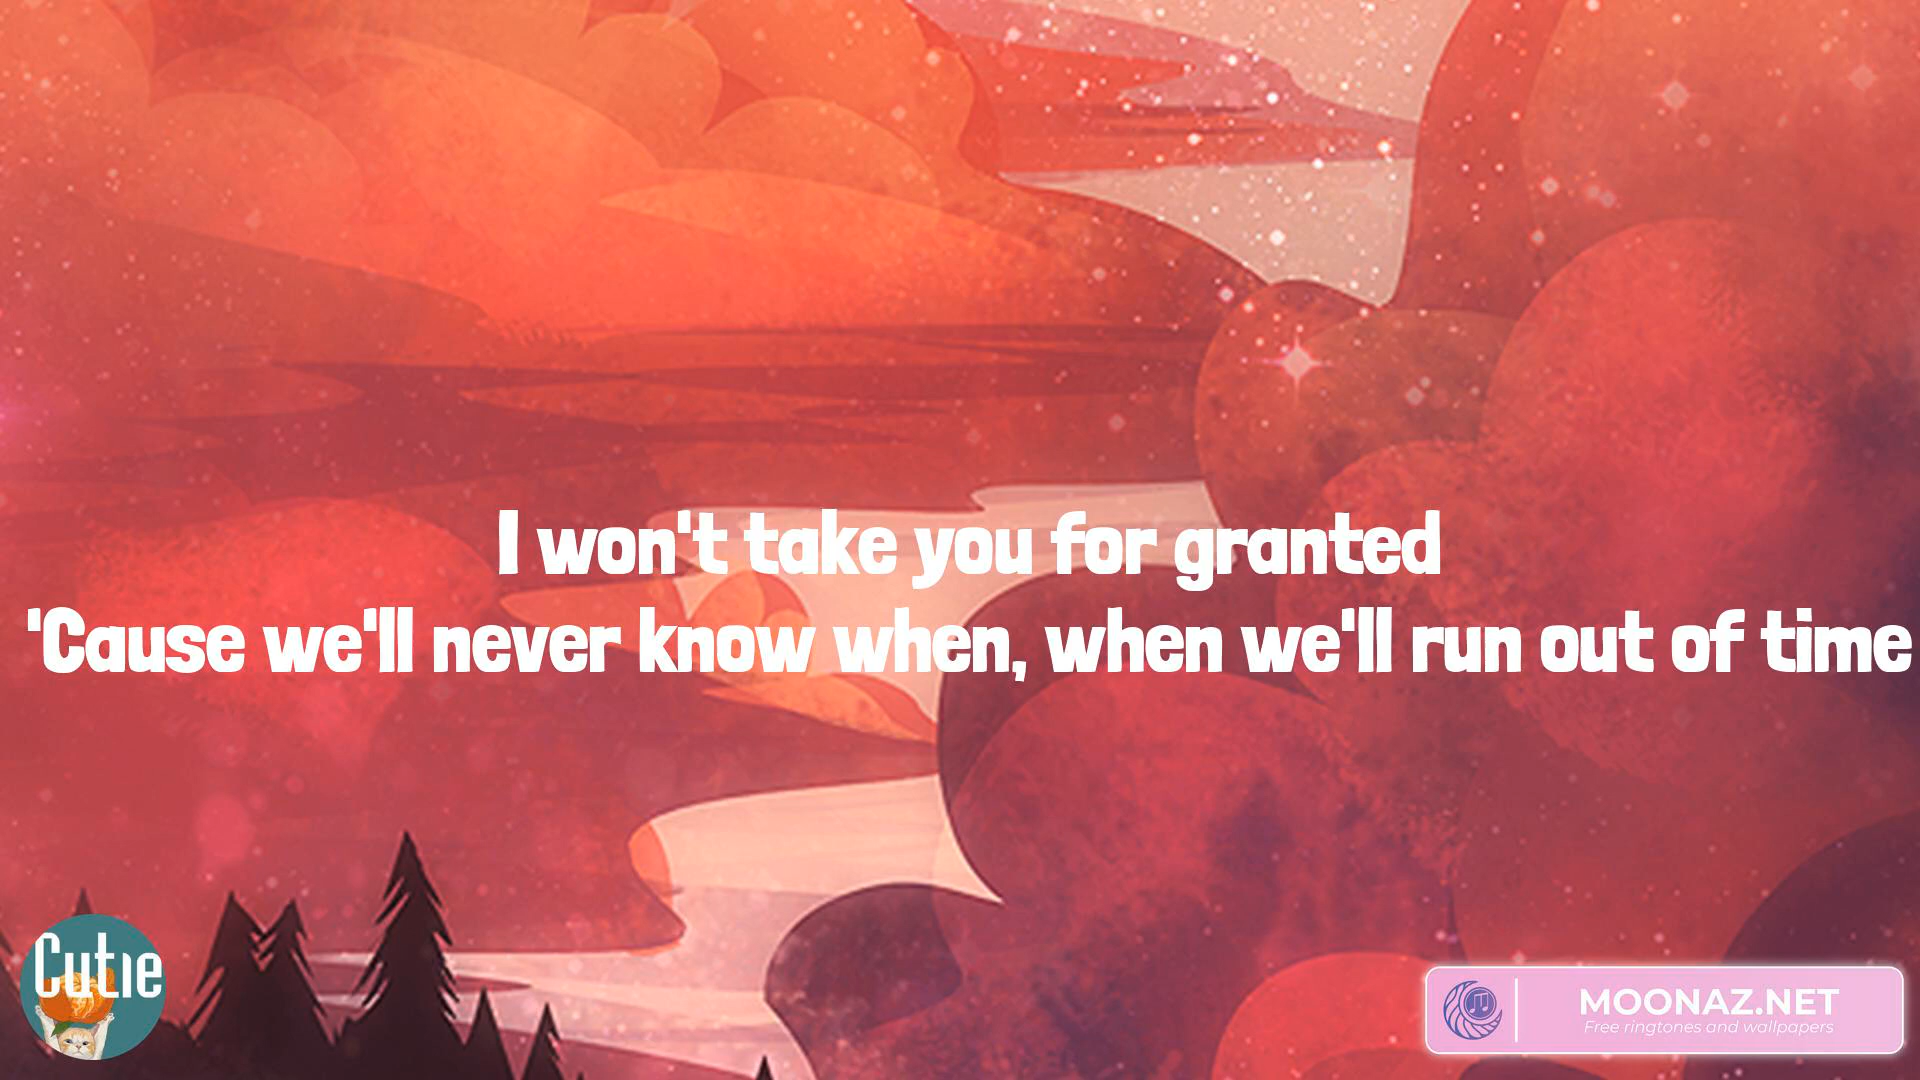 I won't take you for granted
'Cause we'll never know when, when we'll run out of time
Cutie
MOONAZ.NET
Free ringtones and wallpapers